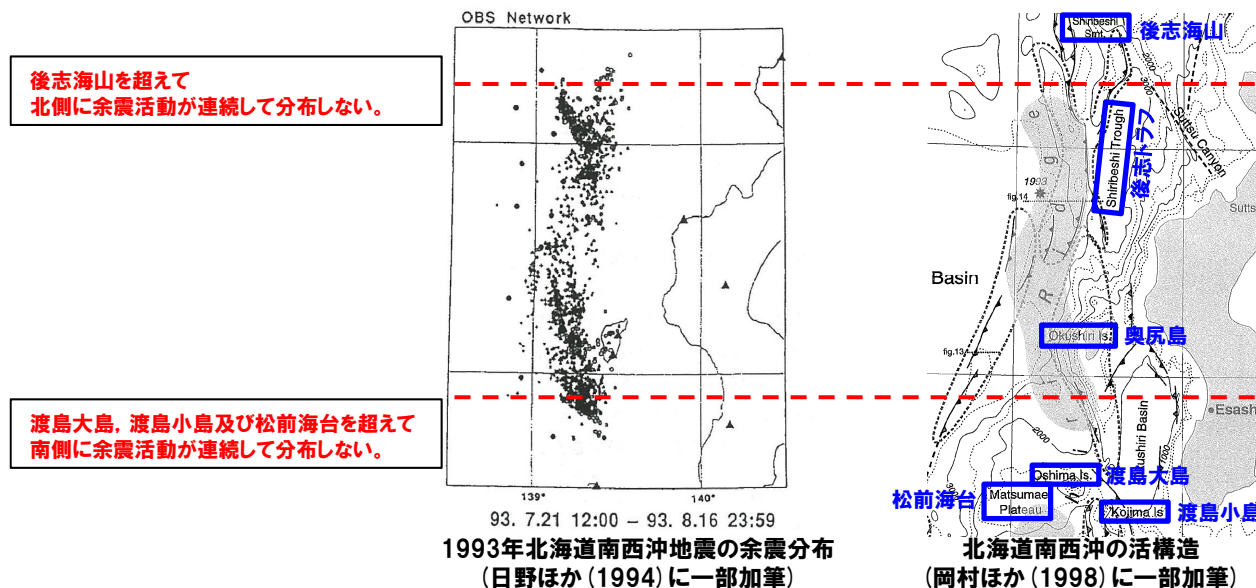 OBS Network
後志海山を超えて
北側に余震活動が連続して分布しない。
渡島大島，渡島小島及び松前海台を超えて
南側に余震活動が連続して分布しない。
139°
140°
93. 7.21 12:00 － 93. 8.16 23:59
1993年北海道南西沖地震の余震分布
(日野ほか(1994)に一部加筆)
Shiribeshi
Smt.
後志海山
3000
Suttsu Canyon
Shiribeshi Trough
後志トラフ
1993
fig.14
Suttsu
Ridge
Basin
Okushiri Is.
奥尻島
fig.13
Esash
2000
1000
Okushiri Basin
Oshima Is.
渡島大島
松前海台
Matsumae
Plateau
Kojima Is
渡島小島
北海道南西沖の活構造
(岡村ほか(1998)に一部加筆)